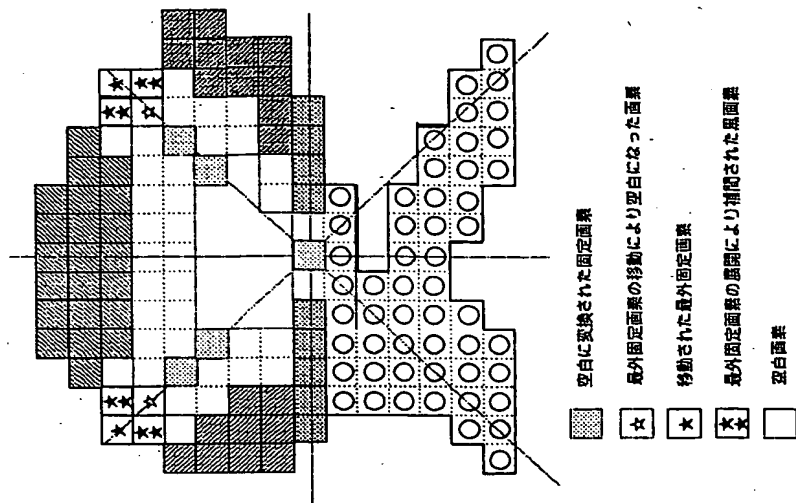 空白に変換された固定画素
最外固定画素の移動により空白になった画素
移動された最外固定画素
最外固定画素の展開により補間された黒画素
空白画素